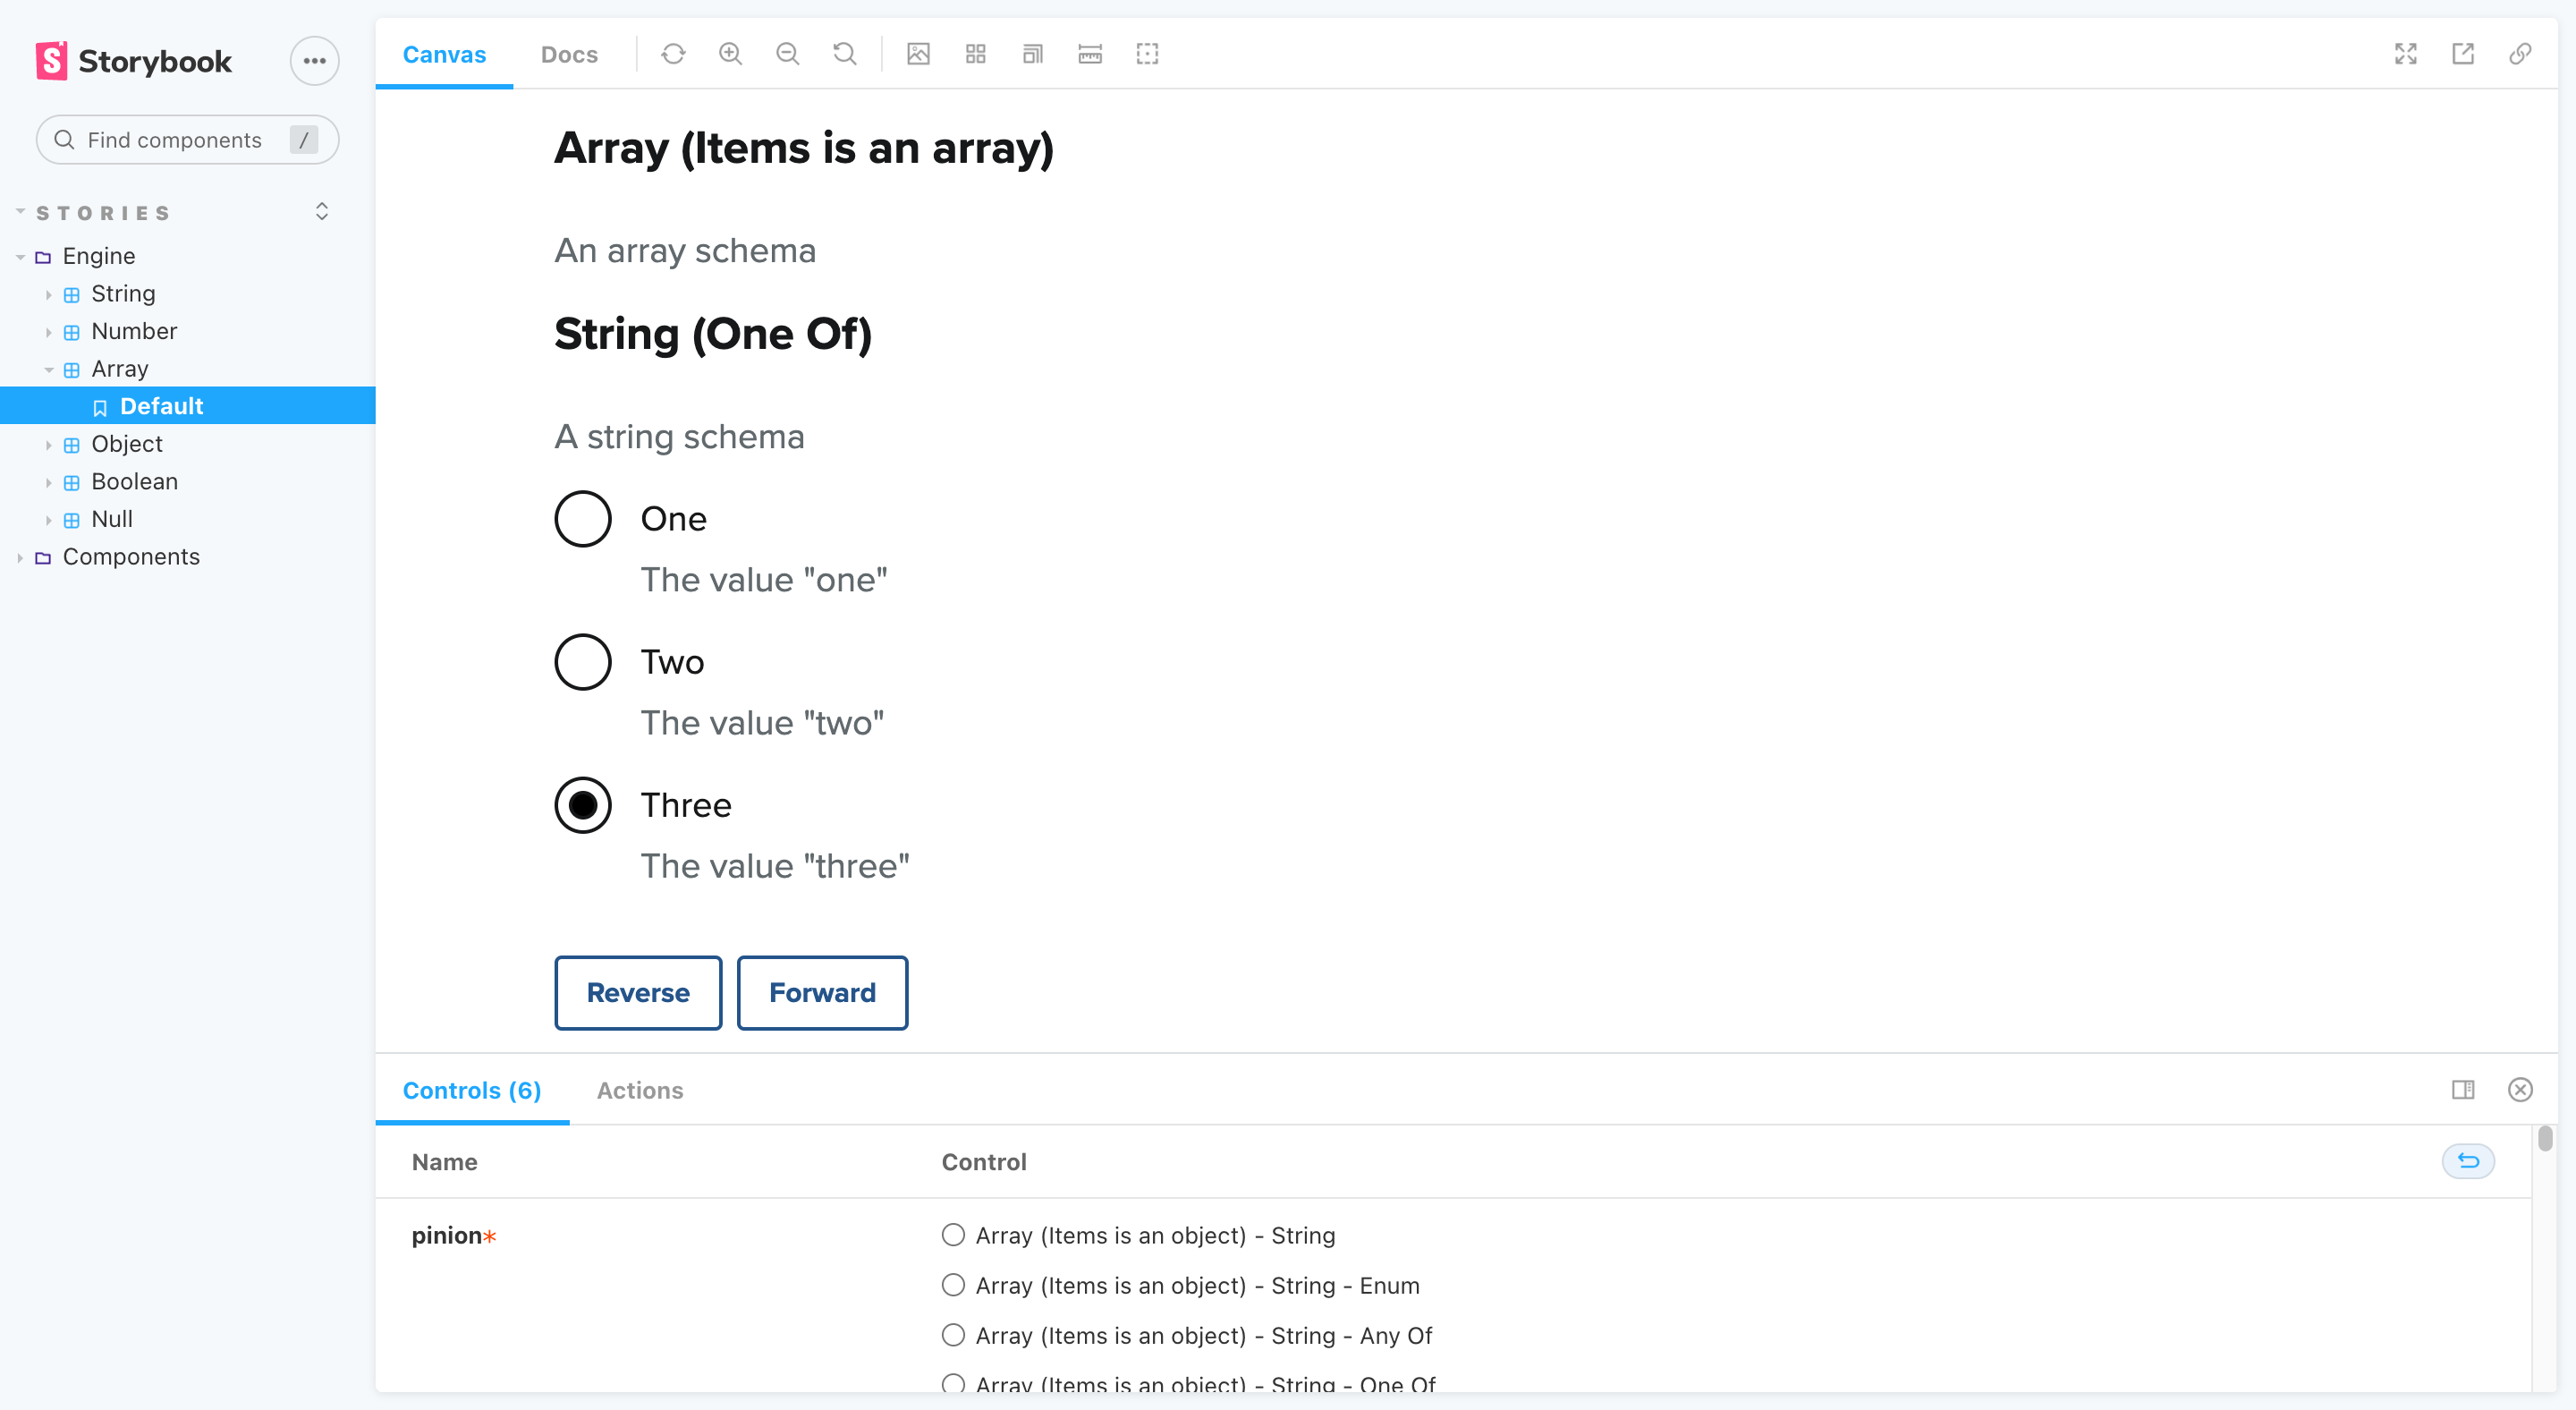 Storybook
Find components /
STORIES
Engine
String
Number
Array
Default
Object
Boolean
Null
Components
Canvas Docs
Array (Items is an array)
An array schema
String (One Of)
A string schema
One
The value "one"
Two
The value "two"
Three
The value "three"
Reverse Forward
Controls (6) Actions
Name Control
pinion* Array (Items is an object) - String
Array (Items is an object) - String - Enum
Array (Items is an object) - String - Any Of
Array (Items is an object) - String - One Of